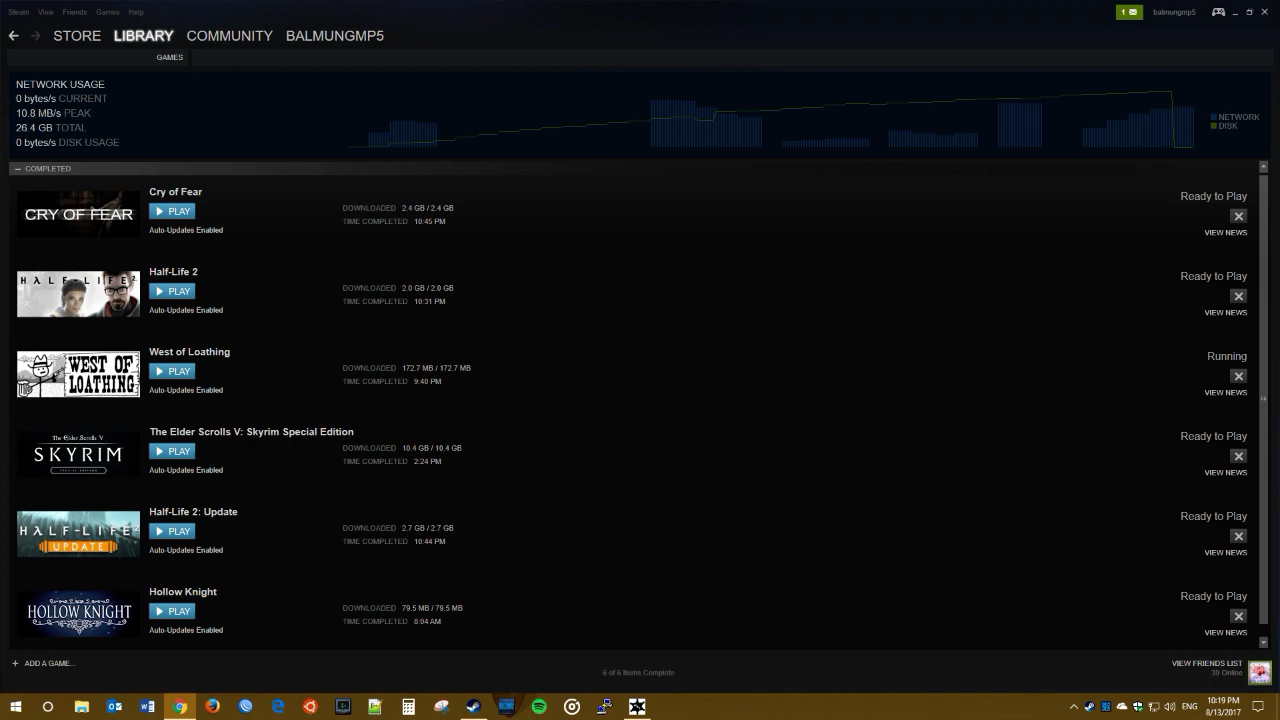 Steam View Friends Games Help
1 balmungmp5
STORE LIBRARY COMMUNITY BALMUNGMP5
GAMES
NETWORK USAGE
0 bytes/s CURRENT
10.8 MB/s PEAK
26.4 GB TOTAL
0 bytes/s DISK USAGE
NETWORK
DISK
COMPLETED
CRY OF FEAR
Cry of Fear
PLAY
Auto-Updates Enabled
DOWNLOADED 2.4 GB / 2.4 GB
TIME COMPLETED 10:45 PM
Ready to Play
VIEW NEWS
HλLF-LIFE²
Half-Life 2
PLAY
Auto-Updates Enabled
DOWNLOADED 2.0 GB / 2.0 GB
TIME COMPLETED 10:31 PM
Ready to Play
VIEW NEWS
WEST OF
LOATHING
West of Loathing
PLAY
Auto-Updates Enabled
DOWNLOADED 172.7 MB / 172.7 MB
TIME COMPLETED 9:40 PM
Running
VIEW NEWS
The Elder Scrolls V
SKYRIM
SPECIAL EDITION
The Elder Scrolls V: Skyrim Special Edition
PLAY
Auto-Updates Enabled
DOWNLOADED 10.4 GB / 10.4 GB
TIME COMPLETED 2:24 PM
Ready to Play
VIEW NEWS
HλLF-LIFE²
UPDATE
Half-Life 2: Update
PLAY
Auto-Updates Enabled
DOWNLOADED 2.7 GB / 2.7 GB
TIME COMPLETED 10:44 PM
Ready to Play
VIEW NEWS
HOLLOW KNIGHT
Hollow Knight
PLAY
Auto-Updates Enabled
DOWNLOADED 79.5 MB / 79.5 MB
TIME COMPLETED 8:04 AM
Ready to Play
VIEW NEWS
+ ADD A GAME...
6 of 6 Items Complete
VIEW FRIENDS LIST
39 Online
ENG
10:19 PM
8/13/2017